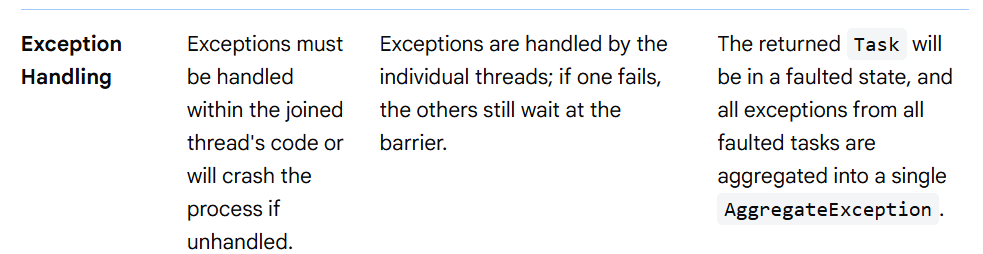 Exception
Handling
Exceptions must
be handled
within the joined
thread's code or
will crash the
process if
unhandled.
Exceptions are handled by the
individual threads; if one fails,
the others still wait at the
barrier.
The returned Task will
be in a faulted state, and
all exceptions from all
faulted tasks are
aggregated into a single
AggregateException.